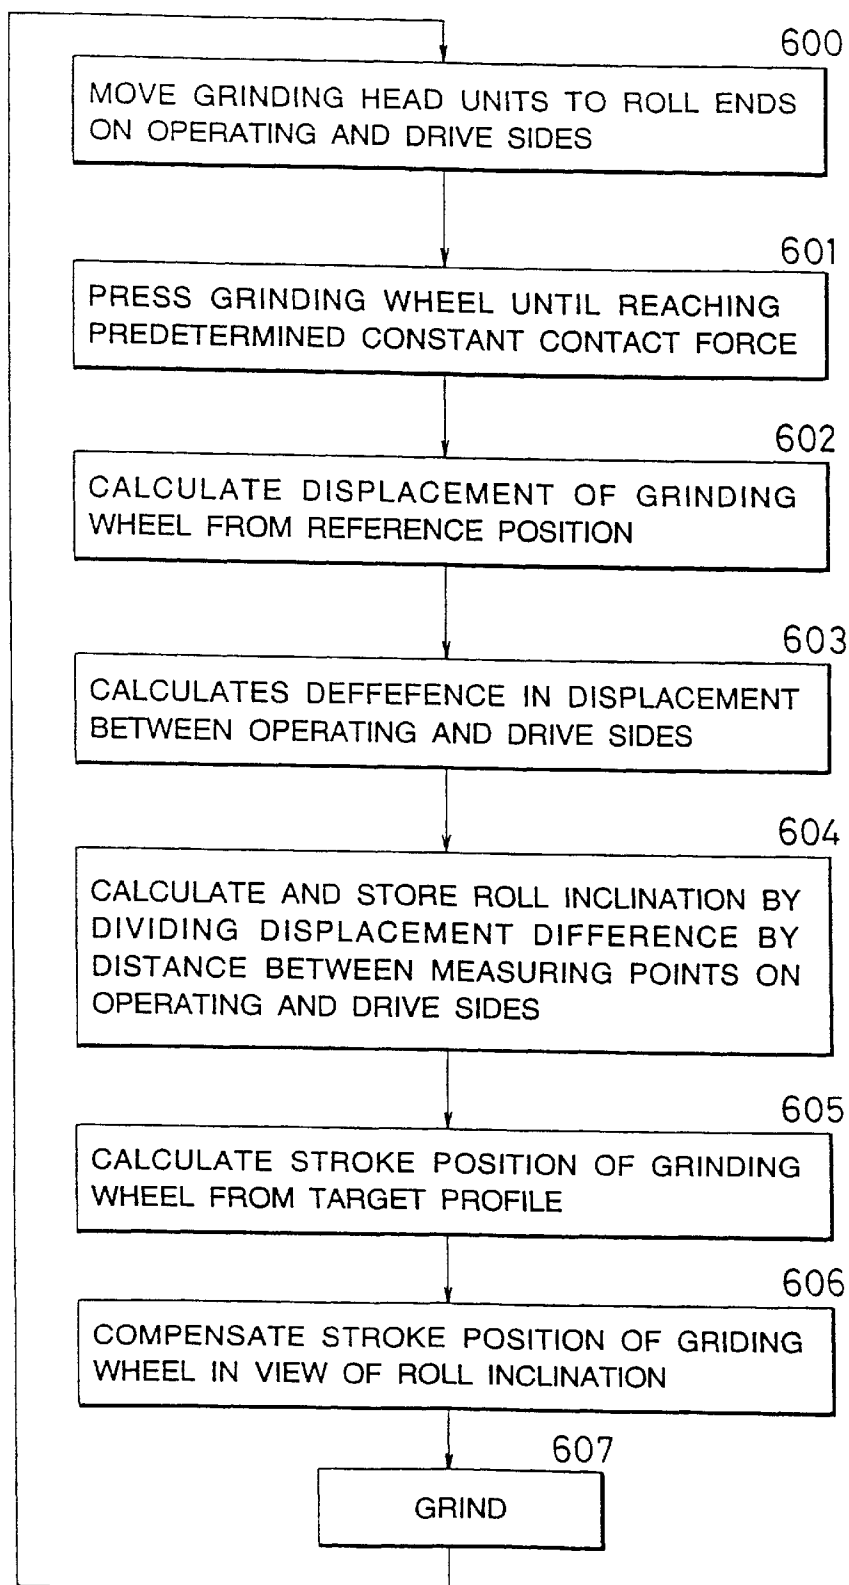 600
MOVE GRINDING HEAD UNITS TO ROLL ENDS
ON OPERATING AND DRIVE SIDES
601
PRESS GRINDING WHEEL UNTIL REACHING
PREDETERMINED CONSTANT CONTACT FORCE
602
CALCULATE DISPLACEMENT OF GRINDING
WHEEL FROM REFERENCE POSITION
603
CALCULATES DEFFEFENCE IN DISPLACEMENT
BETWEEN OPERATING AND DRIVE SIDES
604
CALCULATE AND STORE ROLL INCLINATION BY
DIVIDING DISPLACEMENT DIFFERENCE BY
DISTANCE BETWEEN MEASURING POINTS ON
OPERATING AND DRIVE SIDES
605
CALCULATE STROKE POSITION OF GRINDING
WHEEL FROM TARGET PROFILE
606
COMPENSATE STROKE POSITION OF GRIDING
WHEEL IN VIEW OF ROLL INCLINATION
607
GRIND